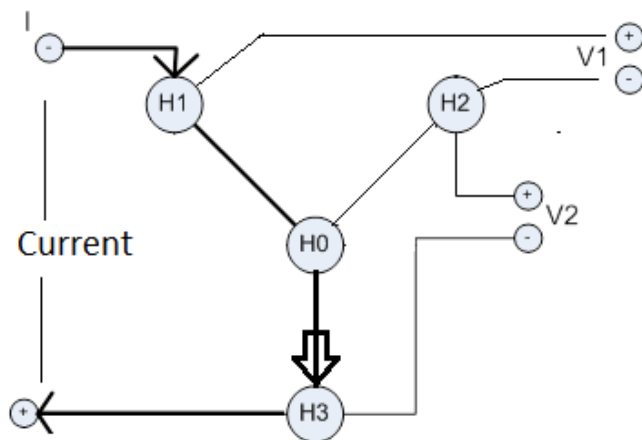 I
-
+
V1
-
H1
H2
+
V2
-
Current
H0
+
H3